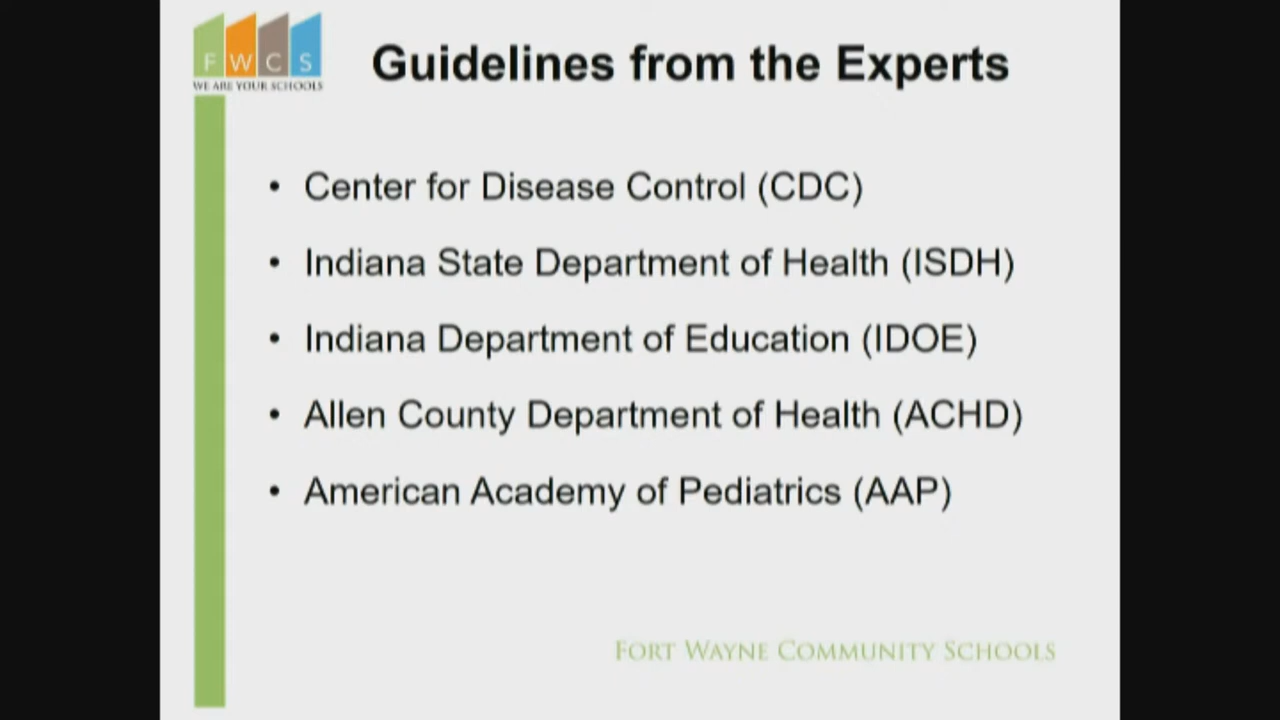 FWCS
WE ARE YOUR SCHOOLS
Guidelines from the Experts
• Center for Disease Control (CDC)
• Indiana State Department of Health (ISDH)
• Indiana Department of Education (IDOE)
• Allen County Department of Health (ACHD)
• American Academy of Pediatrics (AAP)
FORT WAYNE COMMUNITY SCHOOLS